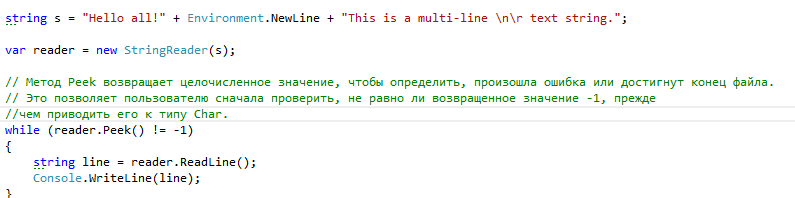 string s = "Hello all!" + Environment.NewLine + "This is a multi-line \n\r text string.";
var reader = new StringReader(s);
// Метод Peek возвращает целочисленное значение, чтобы определить, произошла ошибка или достигнут конец файла.
// Это позволяет пользователю сначала проверить, не равно ли возвращенное значение -1, прежде
//чем приводить его к типу Char.
while (reader.Peek() != -1)
{
    string line = reader.ReadLine();
    Console.WriteLine(line);
}